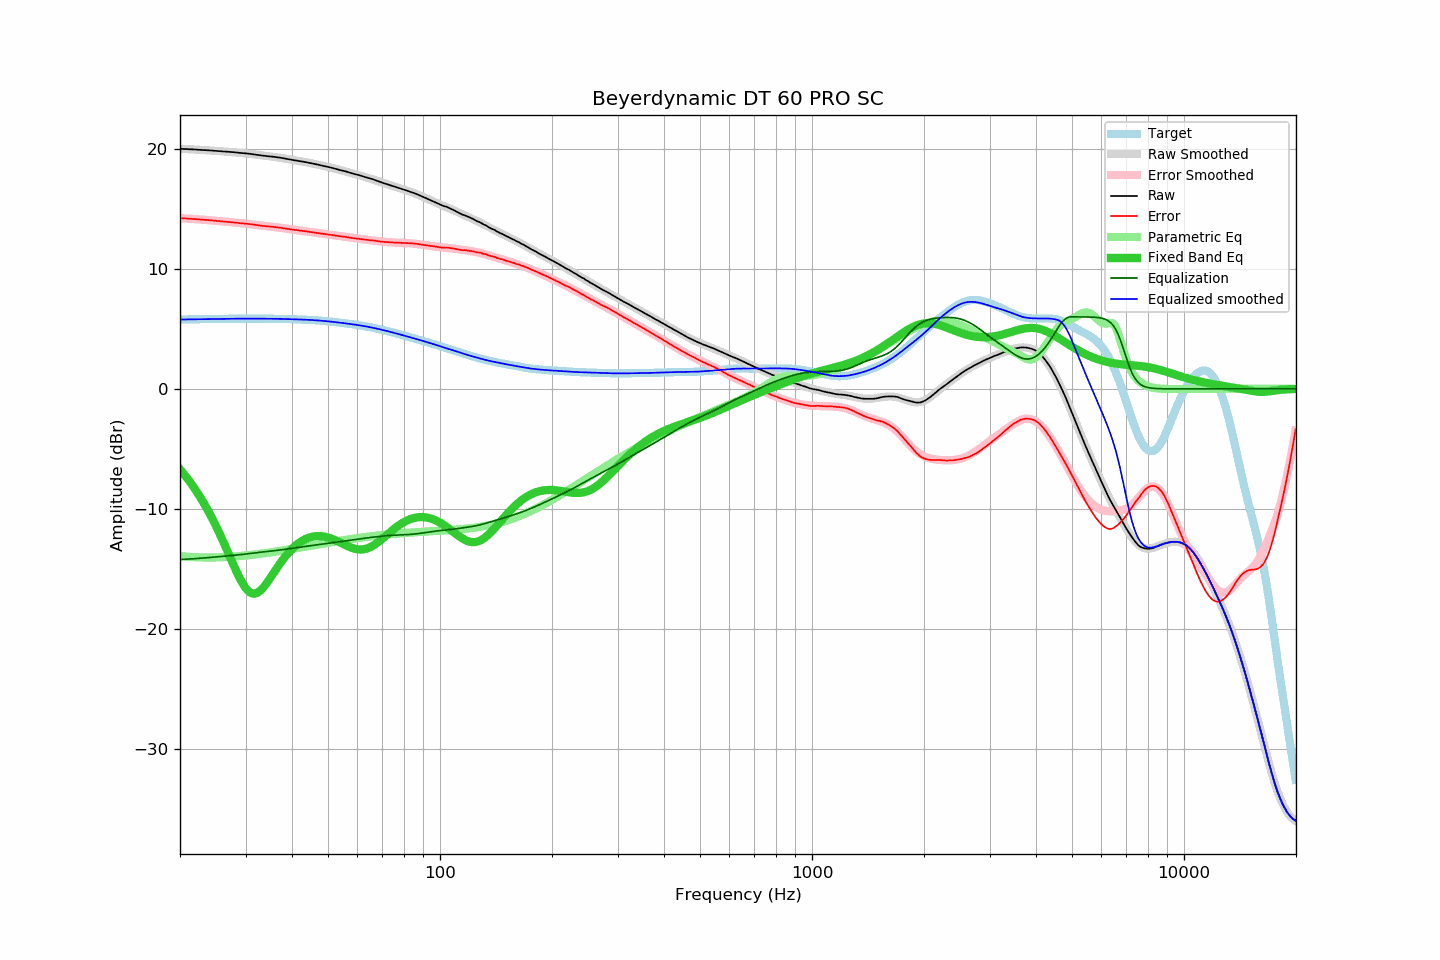 Beyerdynamic DT 60 PRO SC
Target
Raw Smoothed
Error Smoothed
Raw
Error
Parametric Eq
Fixed Band Eq
Equalization
Equalized smoothed
20
10
0
−10
−20
−30
Amplitude (dBr)
100
1000
10000
Frequency (Hz)